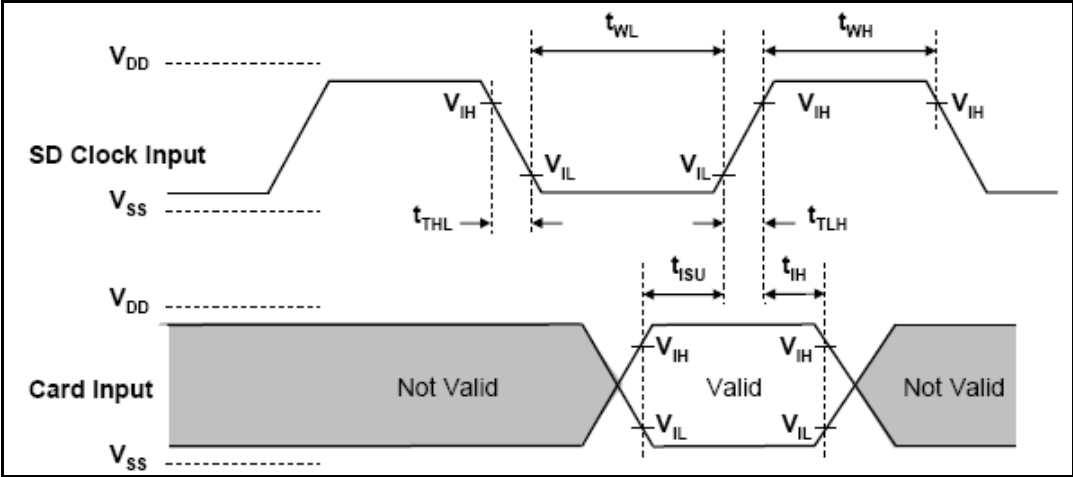 t_WL t_WH
V_DD
V_IH V_IH V_IH
SD Clock Input
V_IL V_IL
V_SS
t_THL t_TLH
t_ISU t_IH
V_DD
V_IH V_IH
Card Input Not Valid Valid Not Valid
V_IL V_IL
V_SS